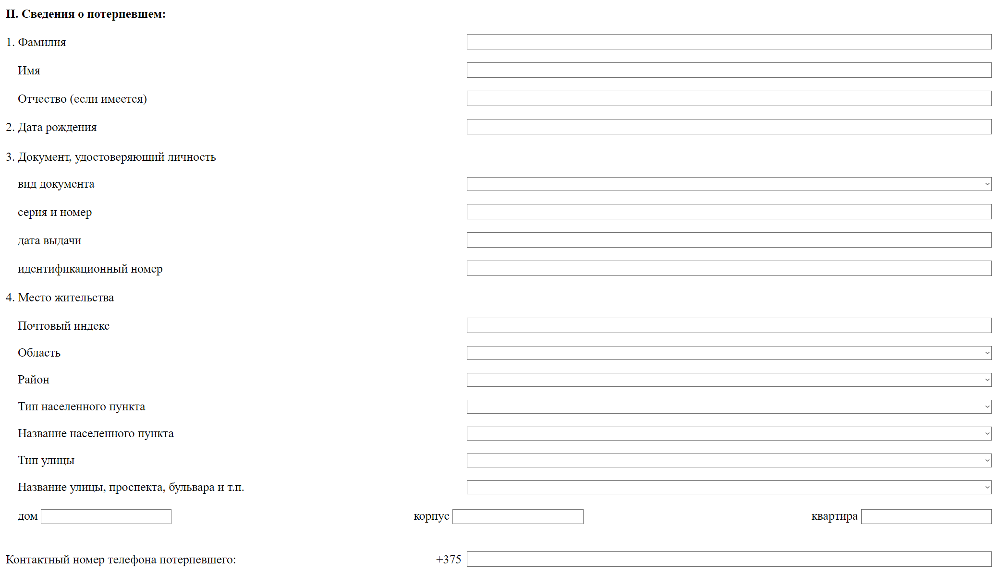 II. Сведения о потерпевшем:
1. Фамилия
Имя
Отчество (если имеется)
2. Дата рождения
3. Документ, удостоверяющий личность
вид документа
серия и номер
дата выдачи
идентификационный номер
4. Место жительства
Почтовый индекс
Область
Район
Тип населенного пункта
Название населенного пункта
Тип улицы
Название улицы, проспекта, бульвара и т.п.
дом корпус квартира
Контактный номер телефона потерпевшего: +375